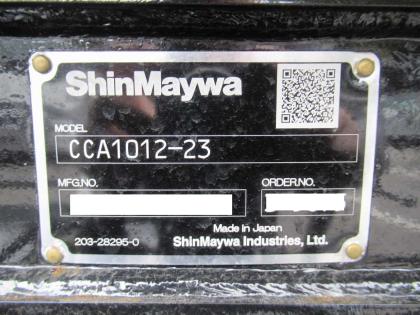 ShinMaywa
MODEL
CCA1012-23
MFG.NO.
ORDER.NO.
Made in Japan
203-28295-0
ShinMaywa Industries, Ltd.